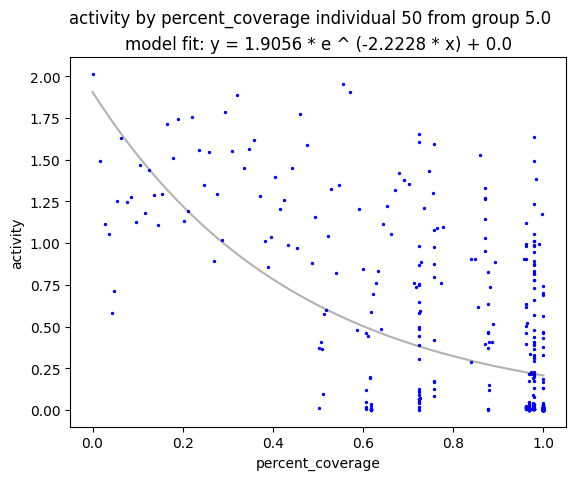 activity by percent_coverage individual 50 from group 5.0
model fit: y = 1.9056 * e ^ (-2.2228 * x) + 0.0
2.00
1.75
1.50
1.25
1.00
0.75
0.50
0.25
0.00
activity
0.0 0.2 0.4 0.6 0.8 1.0
percent_coverage